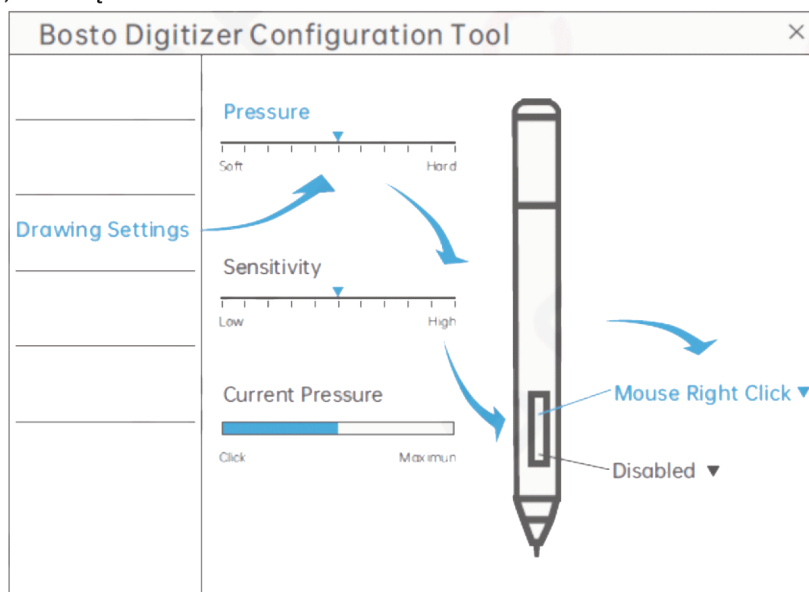 Bosto Digitizer Configuration Tool
Pressure
Soft Hard
Drawing Settings
Sensitivity
Low High
Mouse Right Click
Current Pressure
Click Maximun
Disabled